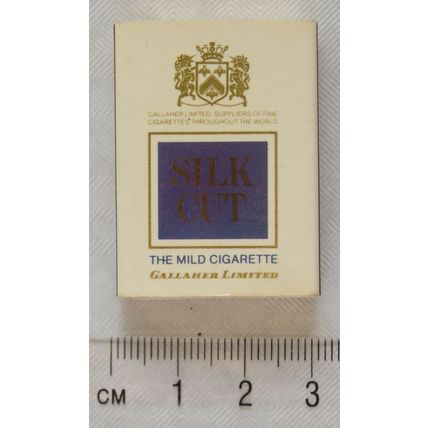 GALLAHER LIMITED. SUPPLIERS OF FINE
CIGARETTES THROUGHOUT THE WORLD
SILK
CUT
THE MILD CIGARETTE
GALLAHER LIMITED
CM 1 2 3